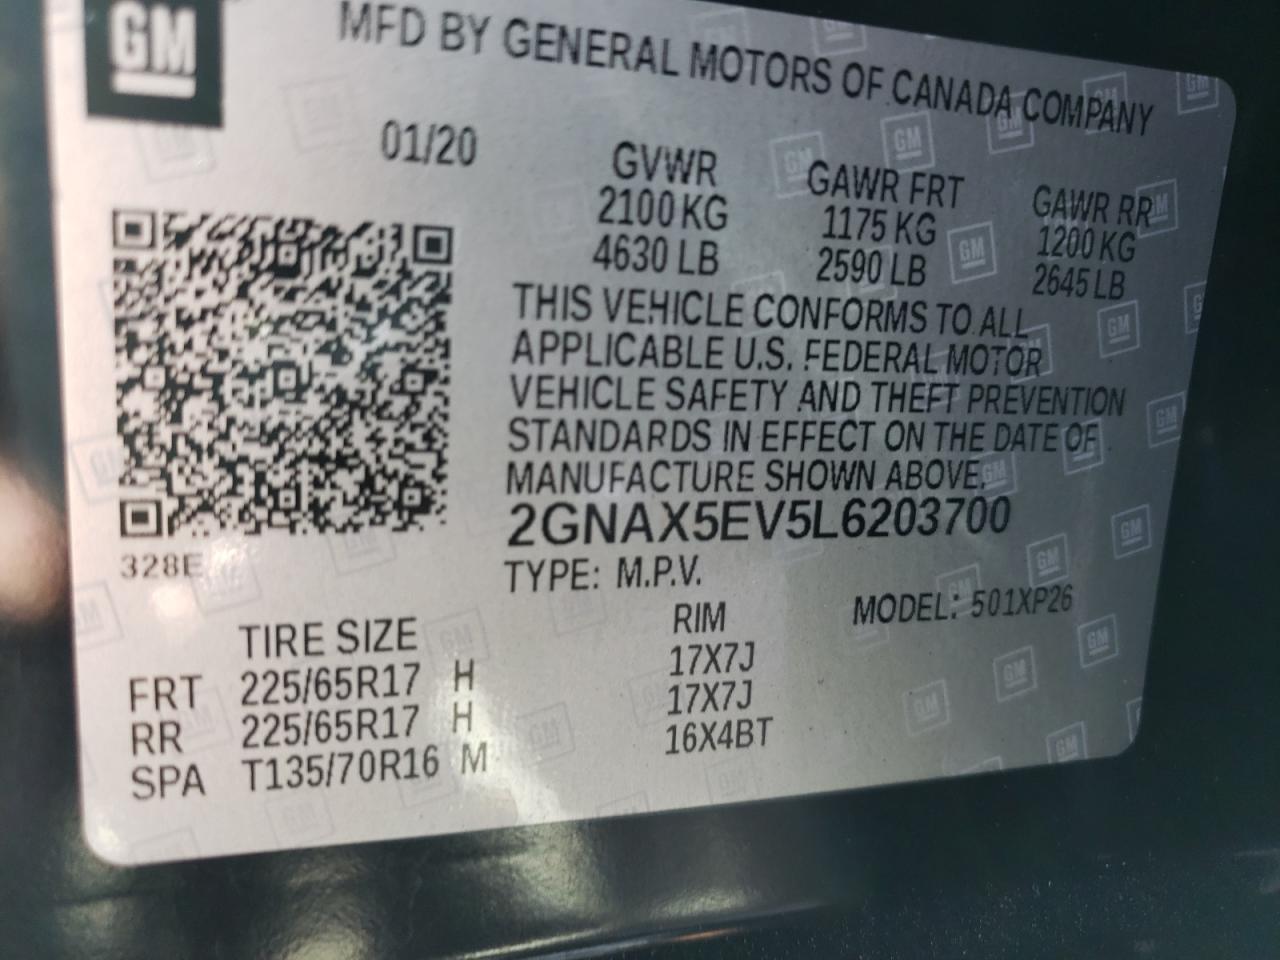 GM
MFD BY GENERAL MOTORS OF CANADA COMPANY
01/20
GVWR GAWR FRT GAWR RR
2100 KG 1175 KG 1200 KG
4630 LB 2590 LB 2645 LB
THIS VEHICLE CONFORMS TO ALL
APPLICABLE U.S. FEDERAL MOTOR
VEHICLE SAFETY AND THEFT PREVENTION
STANDARDS IN EFFECT ON THE DATE OF
MANUFACTURE SHOWN ABOVE.
2GNAX5EV5L6203700
328E
TYPE: M.P.V. MODEL: 501XP26
TIRE SIZE RIM
FRT 225/65R17 H 17X7J
RR 225/65R17 H 17X7J
SPA T135/70R16 M 16X4BT